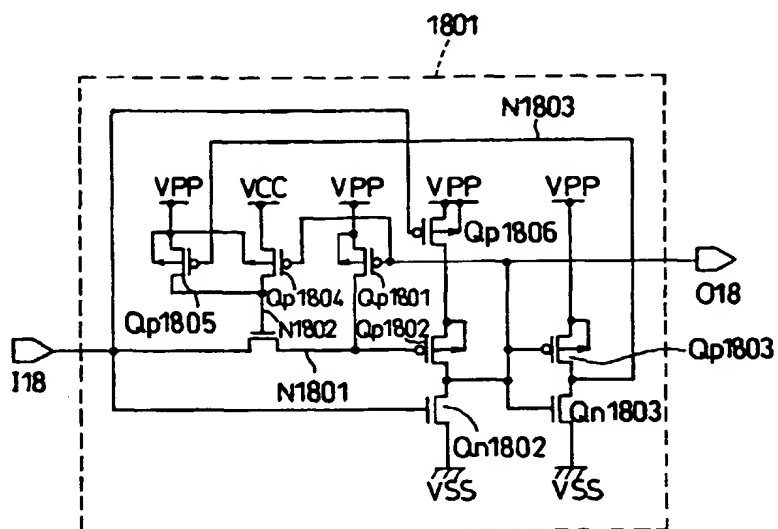 1801
N1803
VPP
VCC
VPP
VPP
VPP
Qp1806
Qp1805
Qp1804
Qp1801
O18
N1802
Qp1802
Qp1803
I18
N1801
Qn1803
Qn1802
VSS
VSS